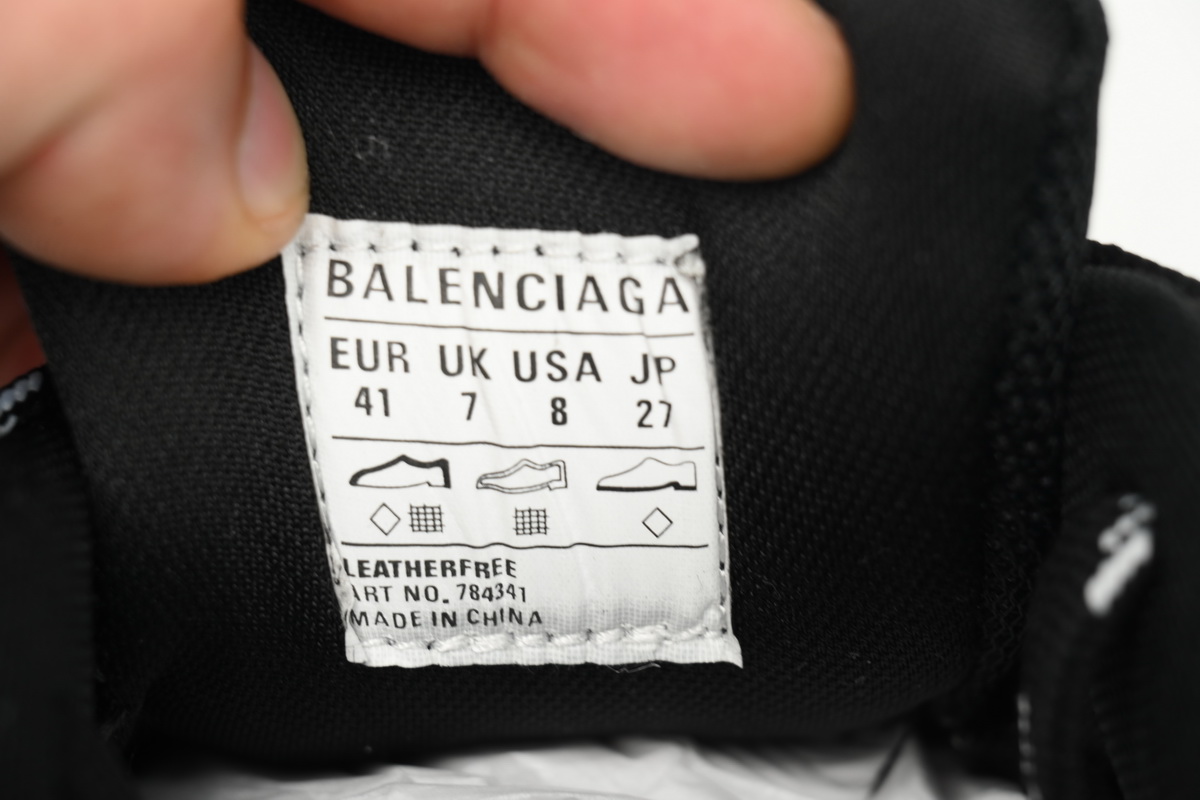 BALENCIAGA
EUR UK USA JP
41 7 8 27
LEATHERFREE
ART NO. 784341
MADE IN CHINA